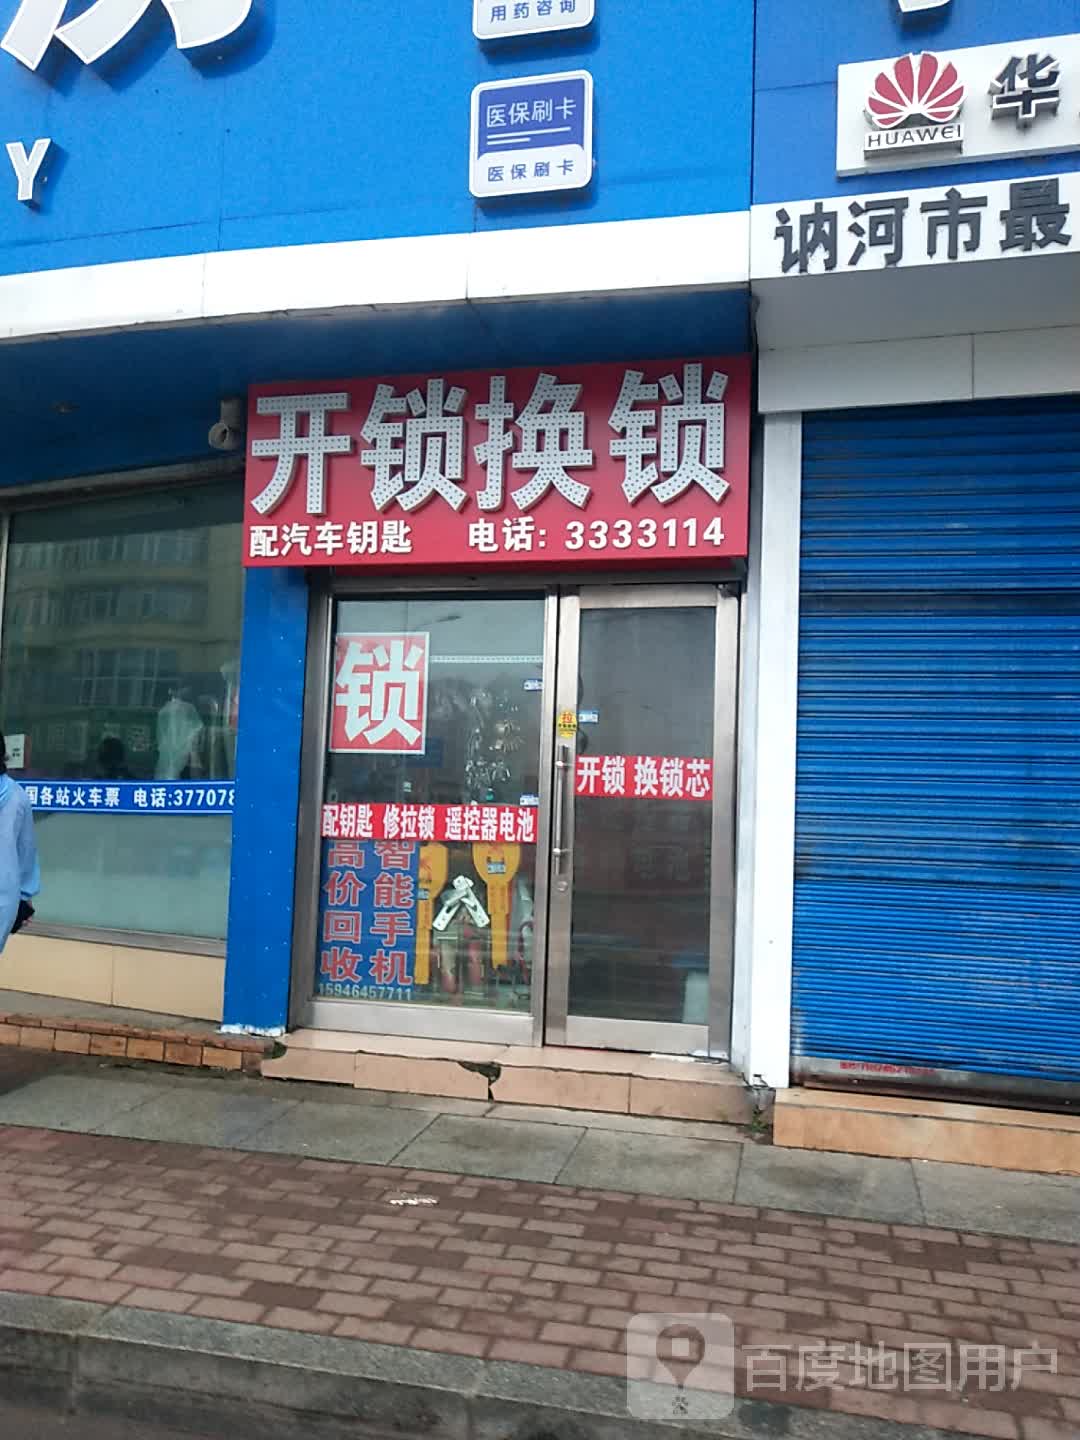 用药咨询
医保刷卡
医保刷卡
Y
HUAWEI 华
讷河市最
开锁换锁
配汽车钥匙 电话: 3333114
锁
拉
开锁 换锁芯
国各站火车票 电话:377078
配钥匙 修拉锁 遥控器电池
高价回收
智能手机
15946457711
百度地图用户